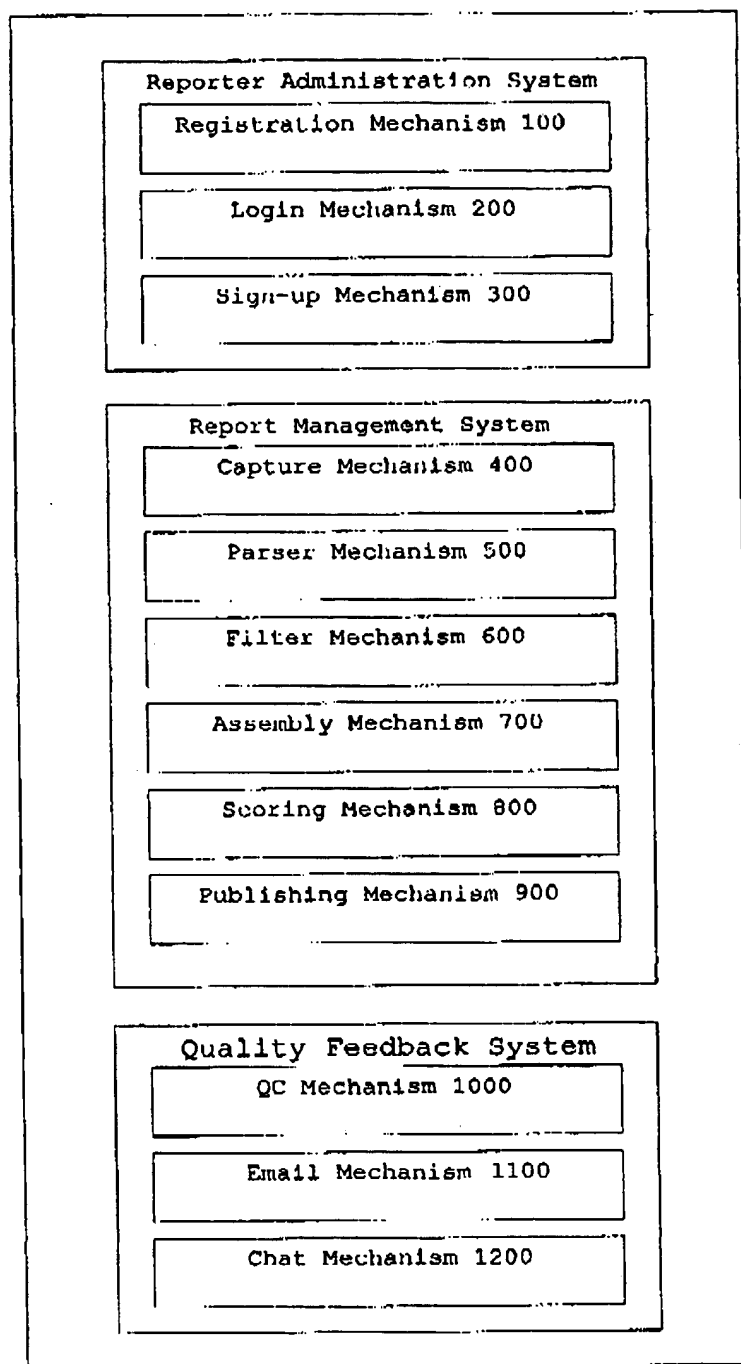 Reporter Administration System
Registration Mechanism 100
Login Mechanism 200
Sign-up Mechanism 300
Report Management System
Capture Mechanism 400
Parser Mechanism 500
Filter Mechanism 600
Assembly Mechanism 700
Scoring Mechanism 800
Publishing Mechanism 900
Quality Feedback System
QC Mechanism 1000
Email Mechanism 1100
Chat Mechanism 1200